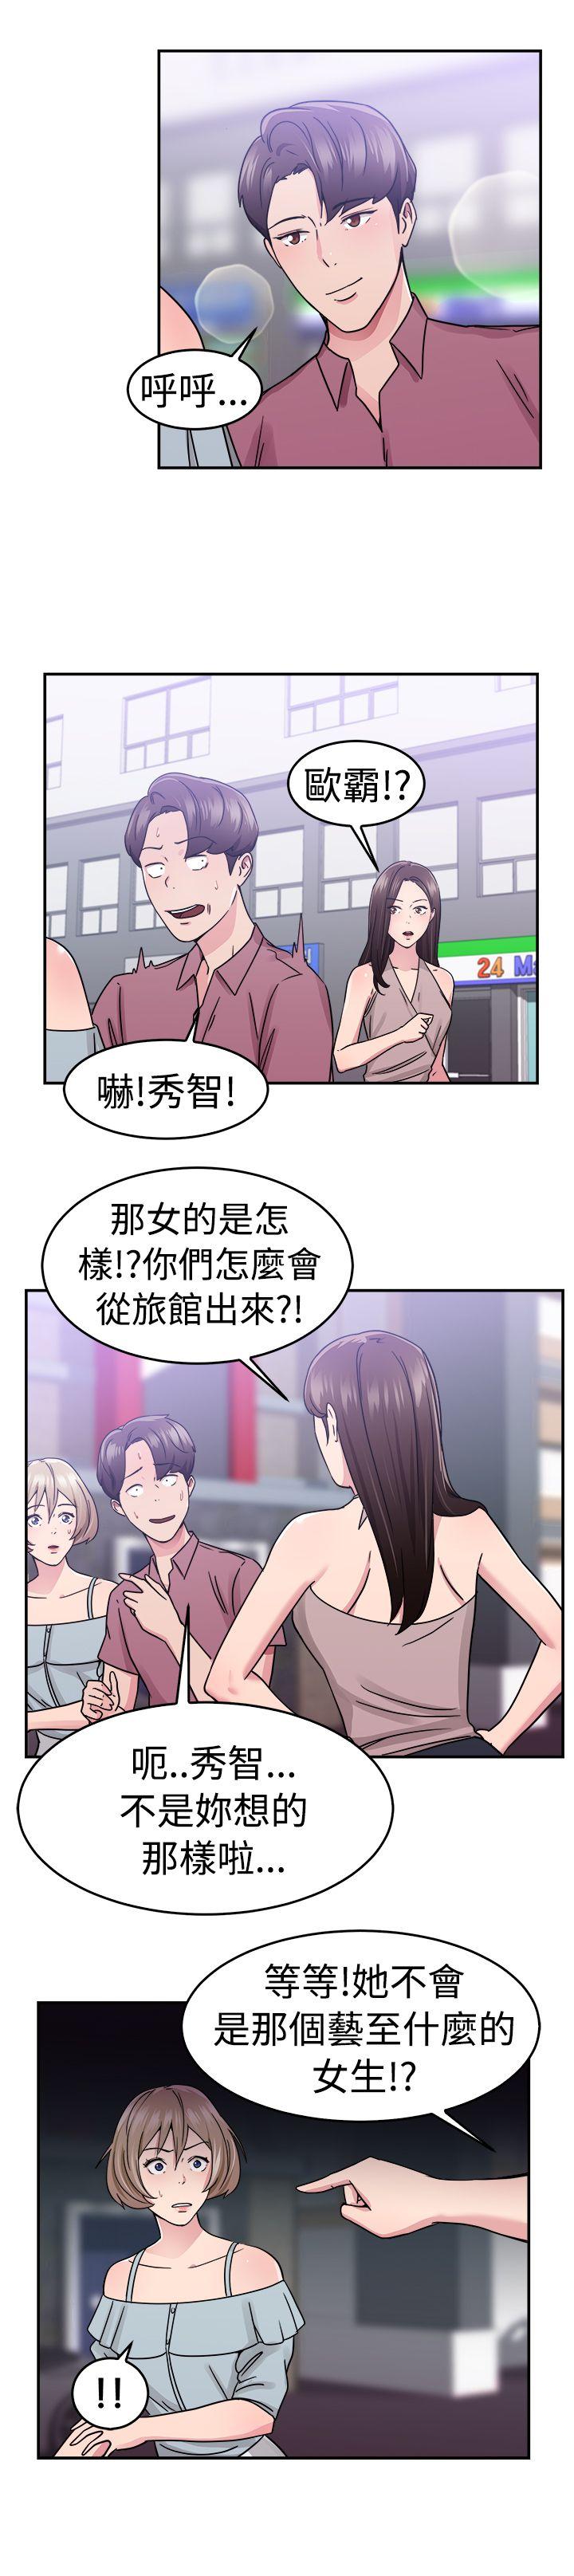 呼呼...
歐霸!?
24 Ma
嚇!秀智!
那女的是怎
樣!?你們怎麼會
從旅館出來?!
呃..秀智...
不是妳想的
那樣啦...
等等!她不會
是那個藝至什麼的
女生!?
!!